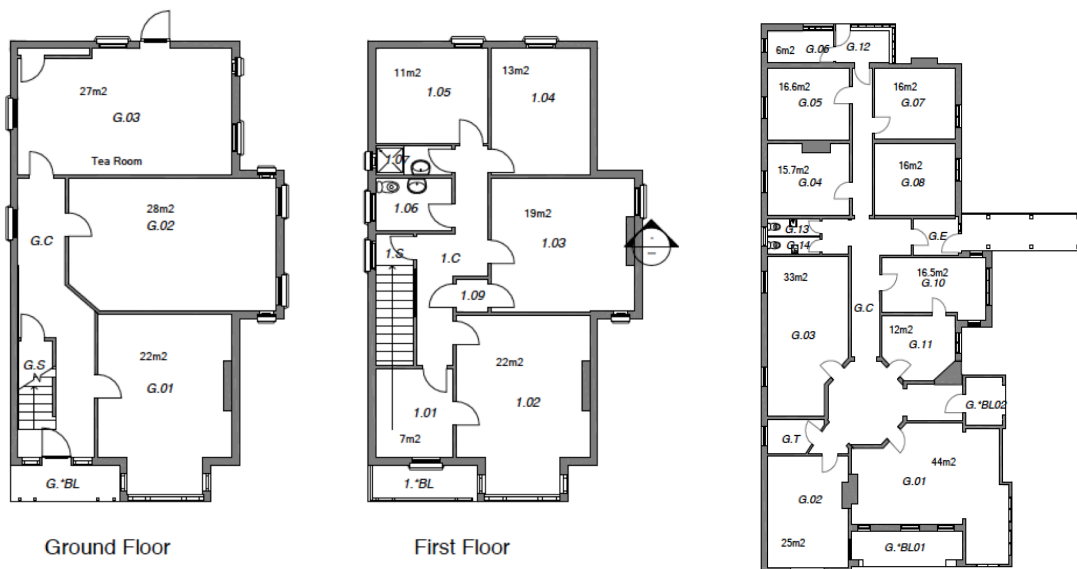 27m2
G.03
Tea Room
28m2
G.02
G.C
22m2
G.01
G.S
N
G.*BL
Ground Floor
11m2
1.05
13m2
1.04
1.07
1.06
19m2
1.03
1.S
1.C
1.09
22m2
1.02
1.01
7m2
1.*BL
First Floor
6m2
G.06
G.12
16.6m2
G.05
16m2
G.07
15.7m2
G.04
16m2
G.08
G.13
G.14
G.E
33m2
G.03
G.C
16.5m2
G.10
12m2
G.11
G.*BL02
G.T
G.02
25m2
44m2
G.01
G.*BL01